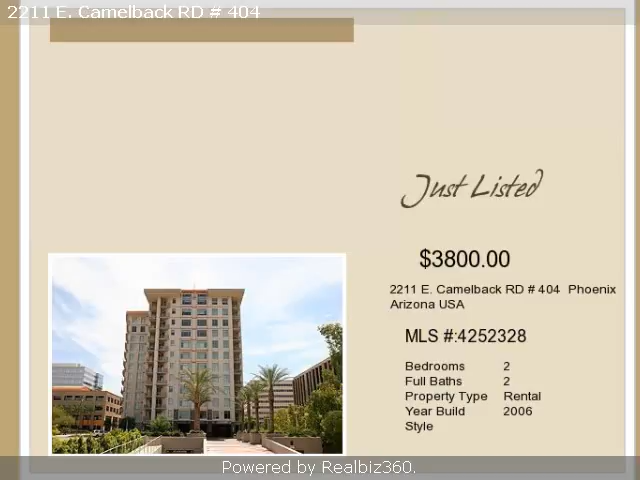 2211 E. Camelback RD # 404
Just Listed
$3800.00
2211 E. Camelback RD # 404 Phoenix
Arizona USA
MLS #:4252328
Bedrooms 2
Full Baths 2
Property Type Rental
Year Build 2006
Style
Powered by Realbiz360.